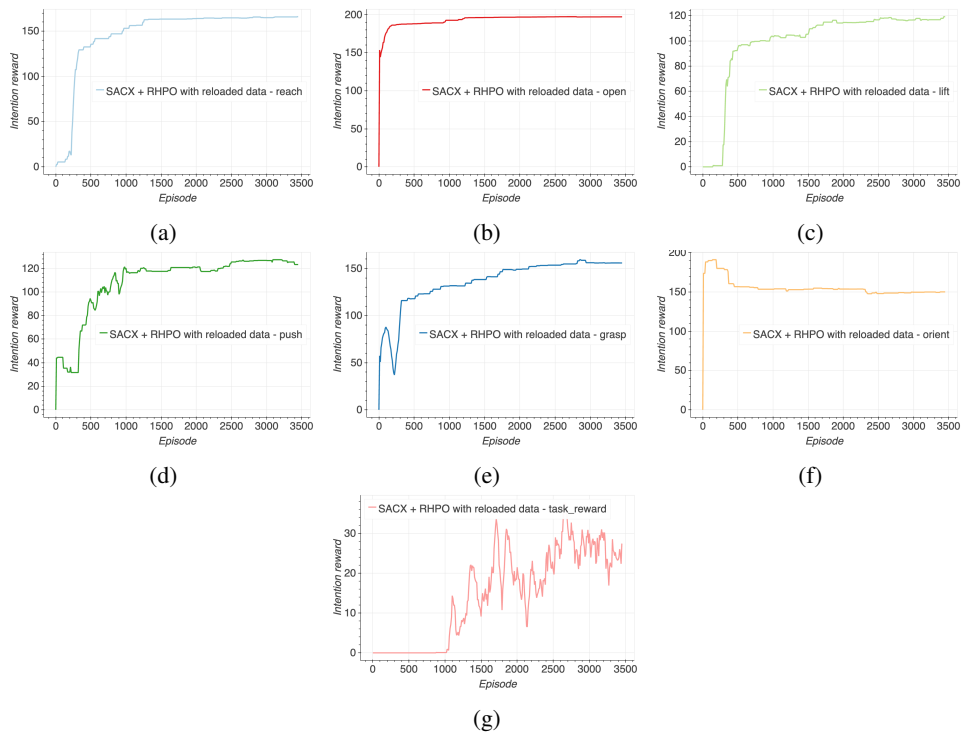 150
100
50
0
Intention reward
SACX + RHPO with reloaded data - reach
0 500 1000 1500 2000 2500 3000 3500
Episode
(a)
200
150
100
50
0
Intention reward
SACX + RHPO with reloaded data - open
0 500 1000 1500 2000 2500 3000 3500
Episode
(b)
120
100
80
60
40
20
0
Intention reward
SACX + RHPO with reloaded data - lift
0 500 1000 1500 2000 2500 3000 3500
Episode
(c)
120
100
80
60
40
20
0
Intention reward
SACX + RHPO with reloaded data - push
0 500 1000 1500 2000 2500 3000 3500
Episode
(d)
150
100
50
0
Intention reward
SACX + RHPO with reloaded data - grasp
0 500 1000 1500 2000 2500 3000 3500
Episode
(e)
200
150
100
50
0
Intention reward
SACX + RHPO with reloaded data - orient
0 500 1000 1500 2000 2500 3000 3500
Episode
(f)
30
20
10
0
Intention reward
SACX + RHPO with reloaded data - task_reward
0 500 1000 1500 2000 2500 3000 3500
Episode
(g)